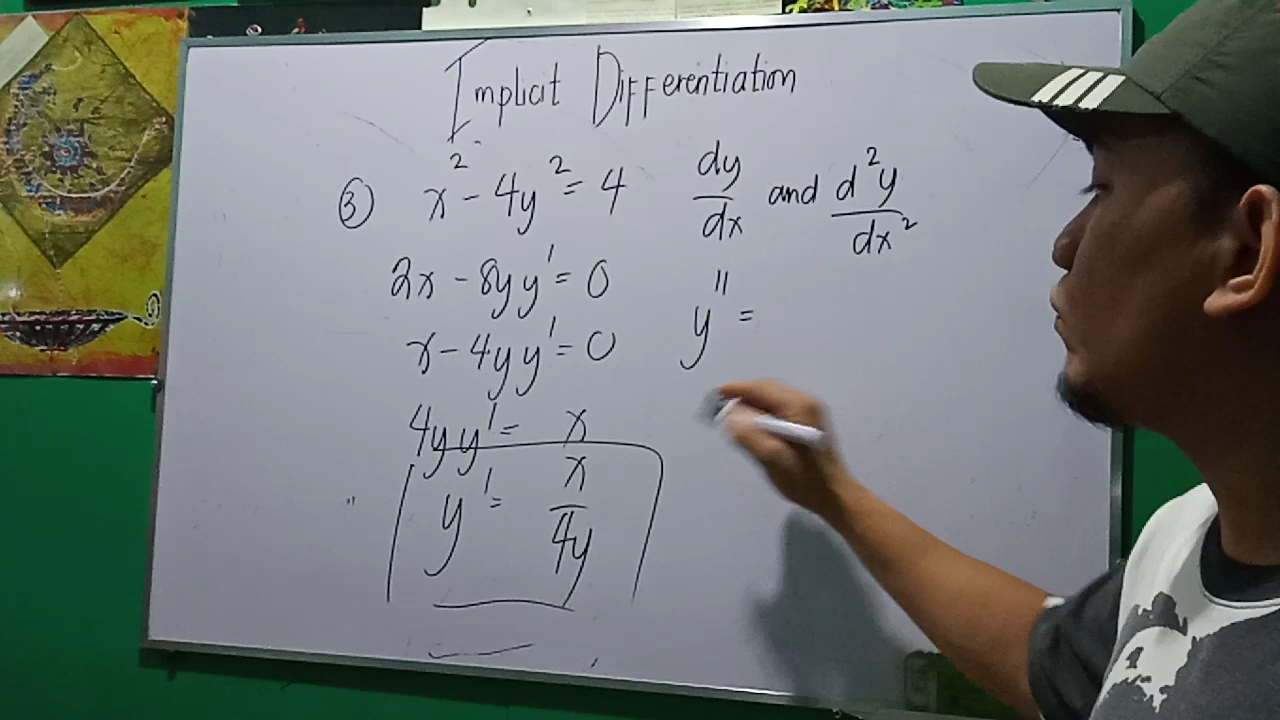 Implicit Differentiation
③ x² - 4y² = 4 dy/dx and d²y/dx²
2x - 8yy' = 0
x - 4yy' = 0
4yy' = x
y' = x/4y
y'' =